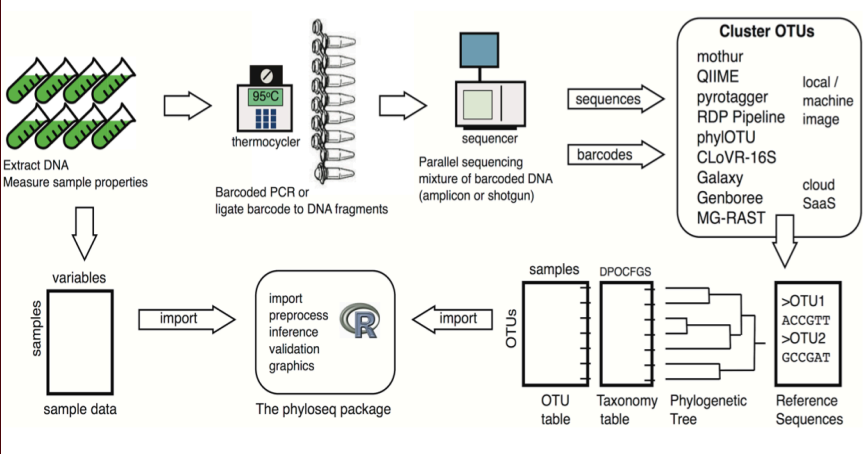 Extract DNA
Measure sample properties
95ºC
thermocycler
Barcoded PCR or
ligate barcode to DNA fragments
sequencer
Parallel sequencing
mixture of barcoded DNA
(amplicon or shotgun)
sequences
barcodes
Cluster OTUs
mothur
QIIME
pyrotagger
RDP Pipeline
phylOTU
CLoVR-16S
Galaxy
Genboree
MG-RAST
local /
machine
image
cloud
SaaS
variables
samples
sample data
import
import
preprocess
inference
validation
graphics
R
The phyloseq package
import
samples
OTUs
OTU
table
DPOCFGS
Taxonomy
table
Phylogenetic
Tree
>OTU1
ACCGTT
>OTU2
GCCGAT
Reference
Sequences